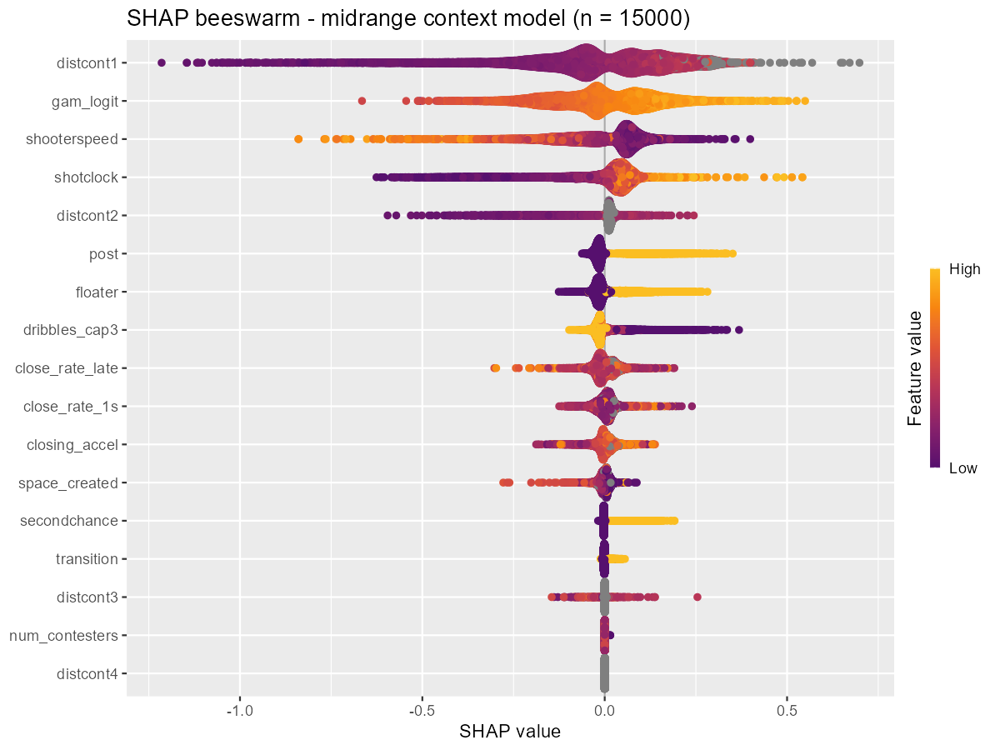 SHAP beeswarm - midrange context model (n = 15000)
distcont1
gam_logit
shooterspeed
shotclock
distcont2
post
floater
dribbles_cap3
close_rate_late
close_rate_1s
closing_accel
space_created
secondchance
transition
distcont3
num_contesters
distcont4
-1.0
-0.5
0.0
0.5
SHAP value
Feature value
High
Low